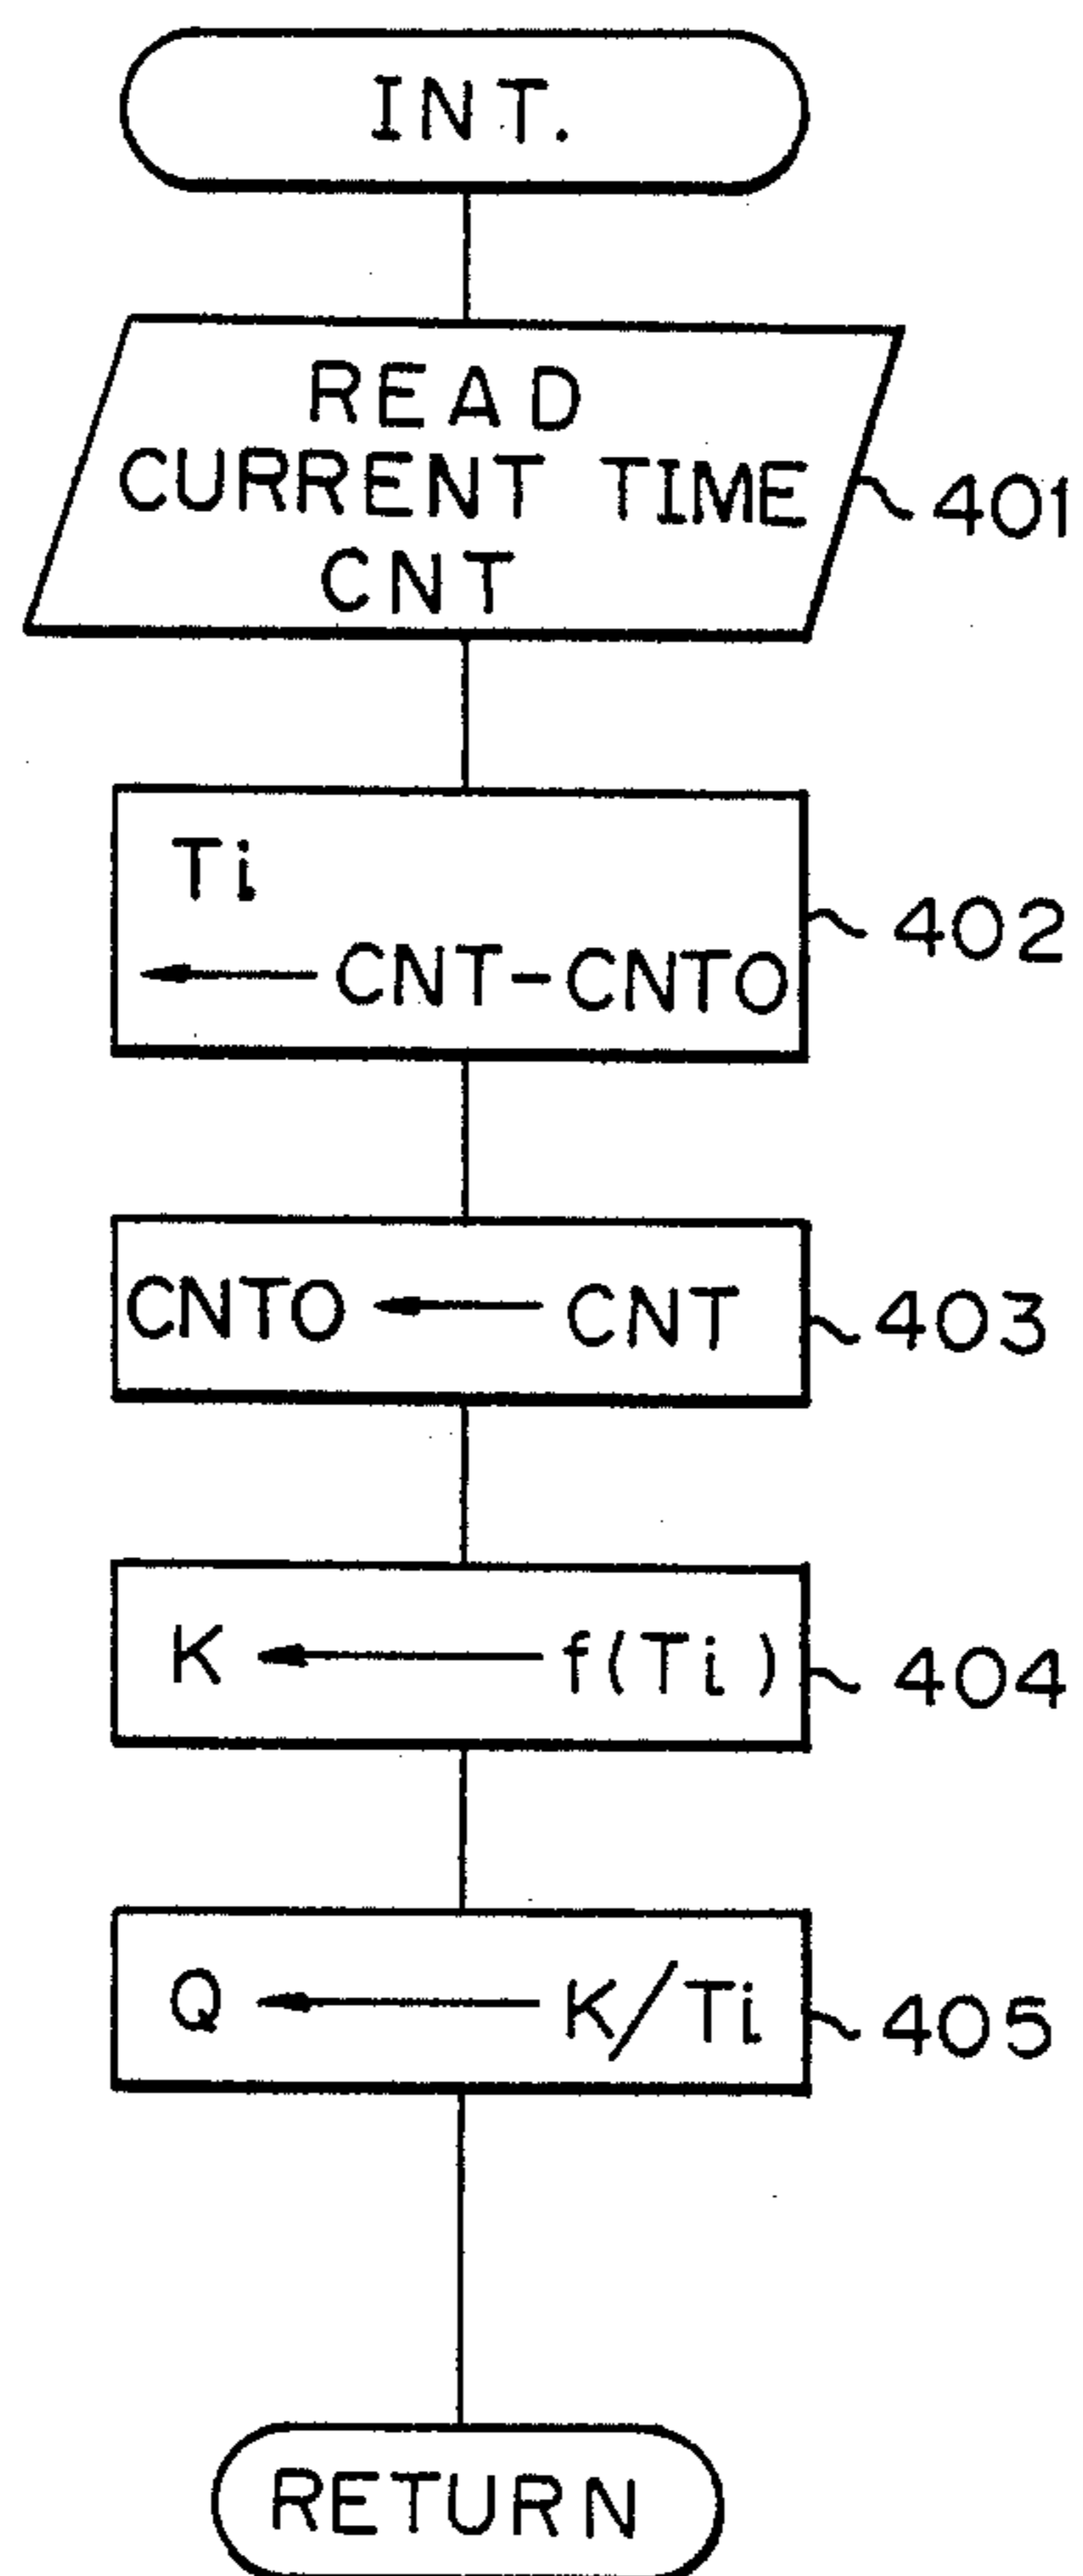 INT.
READ
CURRENT TIME
CNT
401
Ti
← CNT-CNTO
402
CNTO ← CNT
403
K ← f(Ti)
404
Q ← K/Ti
405
RETURN